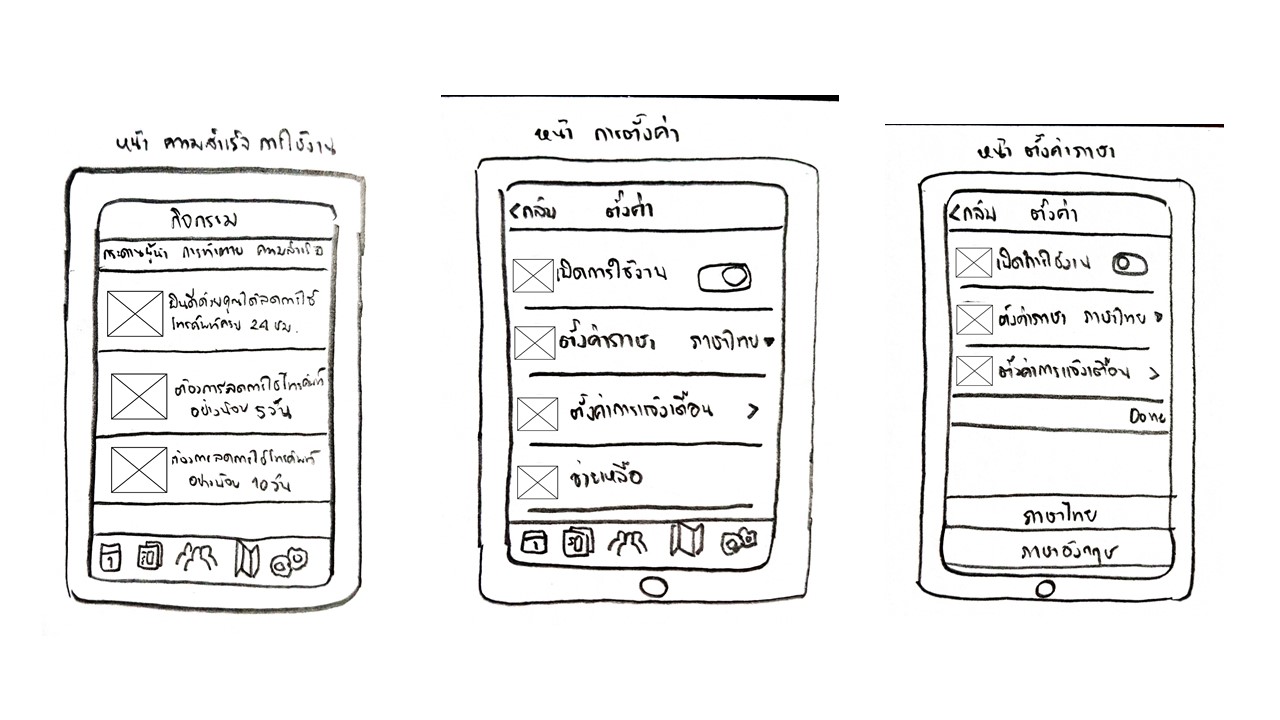 หน้า ความสำเร็จ การใช้งาน
กิจกรรม
กระดานผู้นำ การท้าทาย ความสำเร็จ
ยินดีด้วยคุณได้ลดการใช้
โทรศัพท์ครบ 24 ชม.
ต้องการลดการใช้โทรศัพท์
อย่างน้อย 5 วัน
ต้องการลดการใช้โทรศัพท์
อย่างน้อย 10 วัน
1
หน้า การตั้งค่า
<กลับ ตั้งค่า
เปิดการใช้งาน
ตั้งค่าภาษา ภาษาไทย
ตั้งค่าการแจ้งเตือน >
ช่วยเหลือ
1
หน้า ตั้งค่าภาษา
<กลับ ตั้งค่า
เปิดการใช้งาน
ตั้งค่าภาษา ภาษาไทย
ตั้งค่าการแจ้งเตือน >
Done
ภาษาไทย
ภาษาอังกฤษ